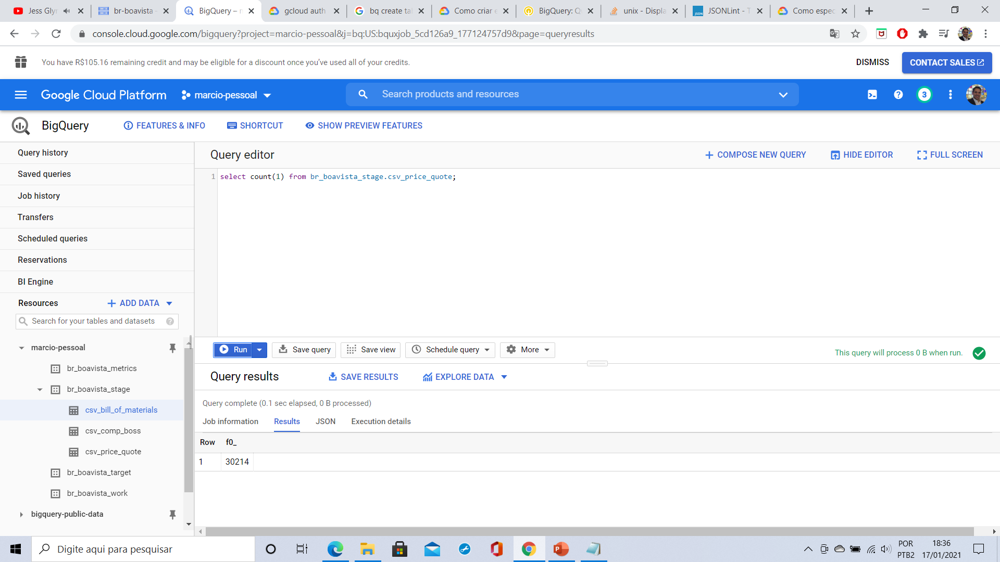 Jess Gly
br-boavista -
BigQuery –
gcloud auth
bq create ta
Como criar e
BigQuery: Q
unix - Displa
JSONLint - T
Como espec
console.cloud.google.com/bigquery?project=marcio-pessoal&j=bq:US:bquxjob_5cd126a9_177124757d9&page=queryresults
You have R$105.16 remaining credit and may be eligible for a discount once you've used all of your credits.
DISMISS
CONTACT SALES
Google Cloud Platform
marcio-pessoal
Search products and resources
3
BigQuery
FEATURES & INFO
SHORTCUT
SHOW PREVIEW FEATURES
Query history
Saved queries
Job history
Transfers
Scheduled queries
Reservations
BI Engine
Resources
ADD DATA
Search for your tables and datasets
marcio-pessoal
br_boavista_metrics
br_boavista_stage
csv_bill_of_materials
csv_comp_boss
csv_price_quote
br_boavista_target
br_boavista_work
bigquery-public-data
Query editor
COMPOSE NEW QUERY
HIDE EDITOR
FULL SCREEN
1 select count(1) from br_boavista_stage.csv_price_quote;
Run
Save query
Save view
Schedule query
More
This query will process 0 B when run.
Query results
SAVE RESULTS
EXPLORE DATA
Query complete (0.1 sec elapsed, 0 B processed)
Job information
Results
JSON
Execution details
Row f0_
1 30214
Digite aqui para pesquisar
POR
PTB2
18:36
17/01/2021